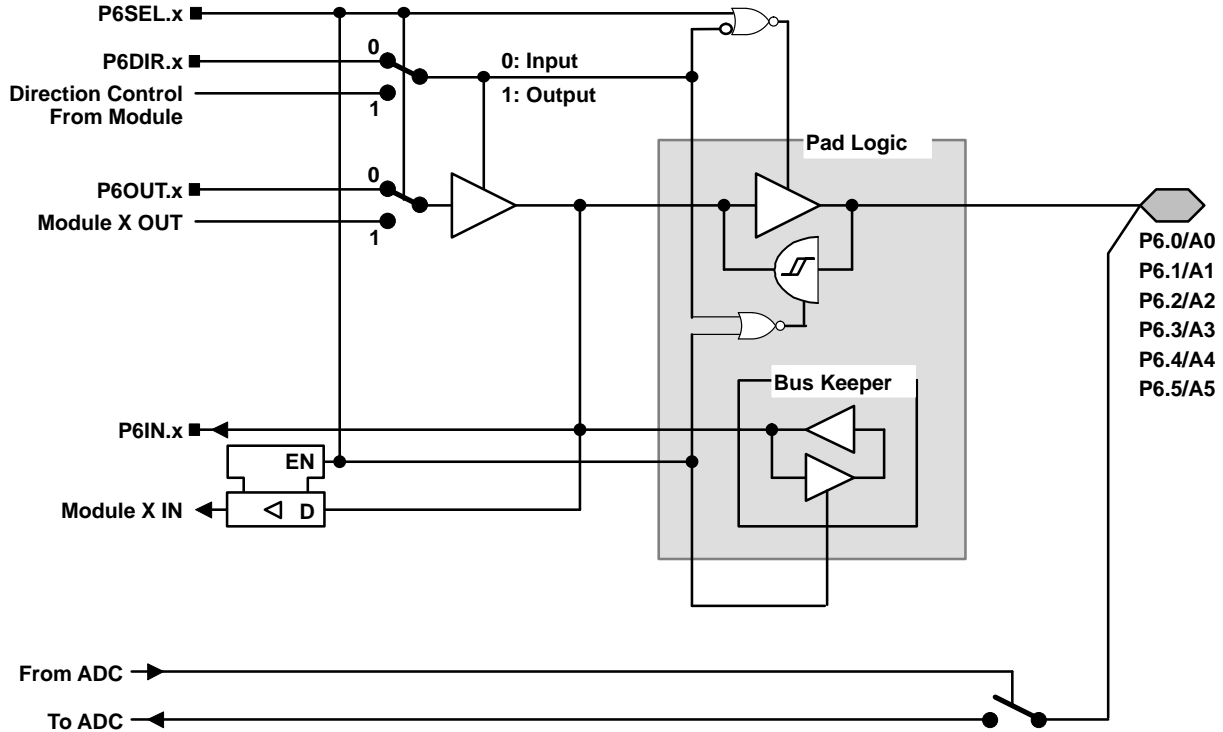 P6SEL.x
P6DIR.x
0
0: Input
Direction Control
From Module
1
1: Output
Pad Logic
P6OUT.x
0
Module X OUT
1
P6.0/A0
P6.1/A1
P6.2/A2
P6.3/A3
P6.4/A4
P6.5/A5
Bus Keeper
P6IN.x
EN
Module X IN
D
From ADC
To ADC